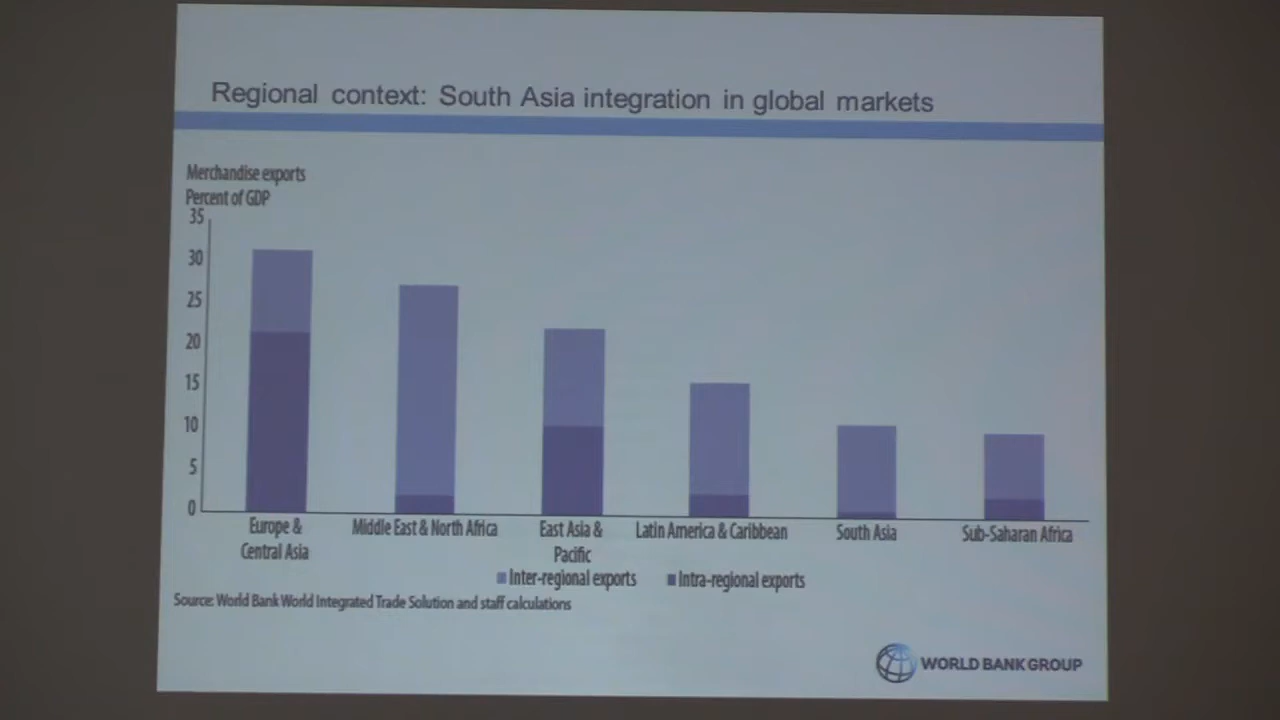 Regional context: South Asia integration in global markets
Merchandise exports
Percent of GDP
35
30
25
20
15
10
5
0
Europe &
Central Asia
Middle East & North Africa
East Asia &
Pacific
Latin America & Caribbean
South Asia
Sub-Saharan Africa
Inter-regional exports
Intra-regional exports
Source: World Bank World Integrated Trade Solution and staff calculations
WORLD BANK GROUP